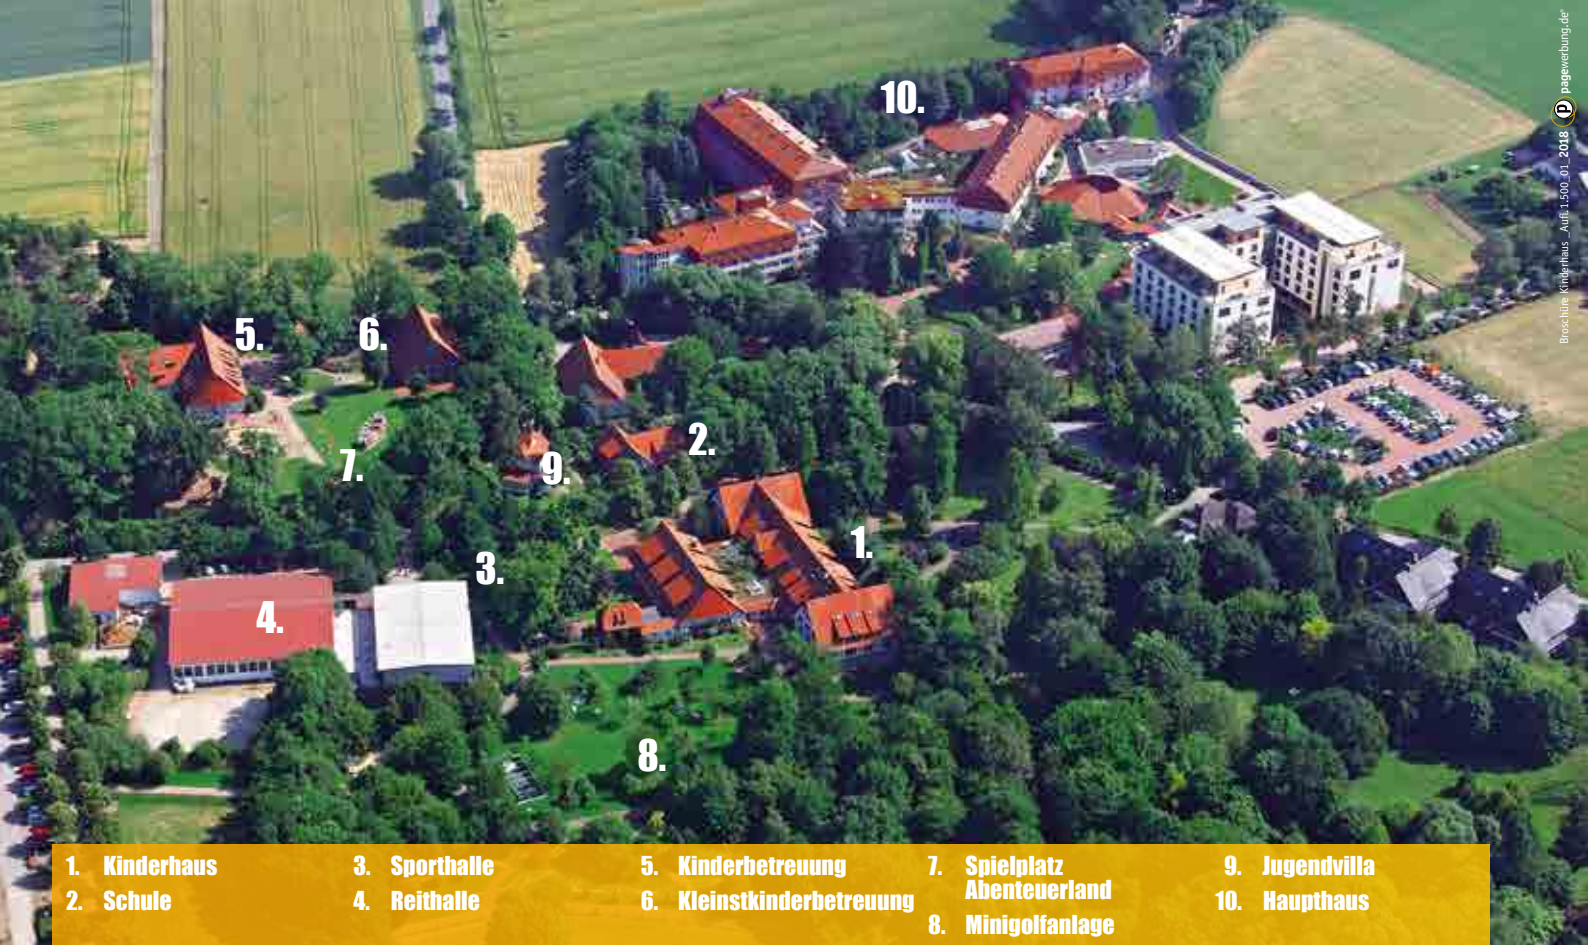 10.
5.
6.
2.
7.
9.
1.
3.
4.
8.
1. Kinderhaus
2. Schule
3. Sporthalle
4. Reithalle
5. Kinderbetreuung
6. Kleinstkinderbetreuung
7. Spielplatz
Abenteuerland
8. Minigolfanlage
9. Jugendvilla
10. Haupthaus
Broschüre Kinderhaus _Aufl. 1.500_01_2018 p pagewerbung.de®